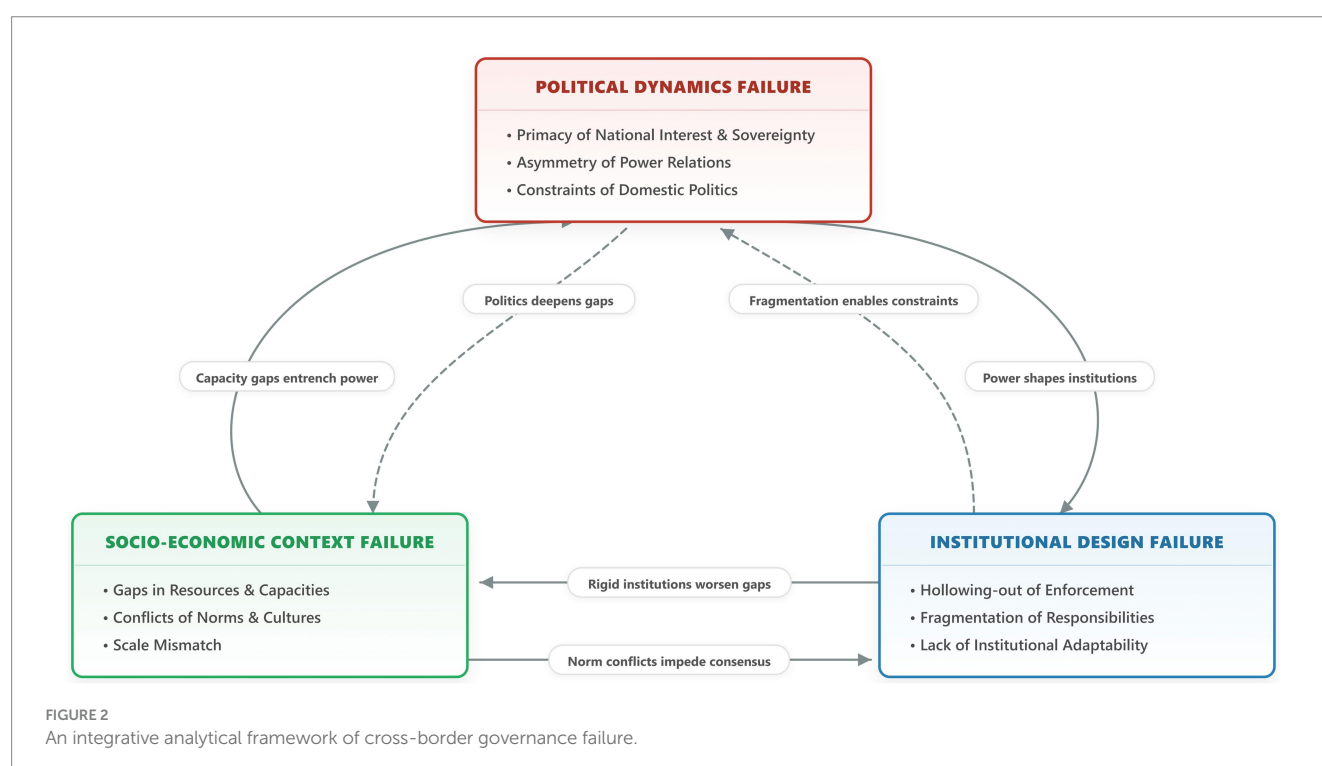 POLITICAL DYNAMICS FAILURE
• Primacy of National Interest & Sovereignty
• Asymmetry of Power Relations
• Constraints of Domestic Politics
Politics deepens gaps
Fragmentation enables constraints
Capacity gaps entrench power
Power shapes institutions
SOCIO-ECONOMIC CONTEXT FAILURE
• Gaps in Resources & Capacities
• Conflicts of Norms & Cultures
• Scale Mismatch
Rigid institutions worsen gaps
Norm conflicts impede consensus
INSTITUTIONAL DESIGN FAILURE
• Hollowing-out of Enforcement
• Fragmentation of Responsibilities
• Lack of Institutional Adaptability
FIGURE 2
An integrative analytical framework of cross-border governance failure.